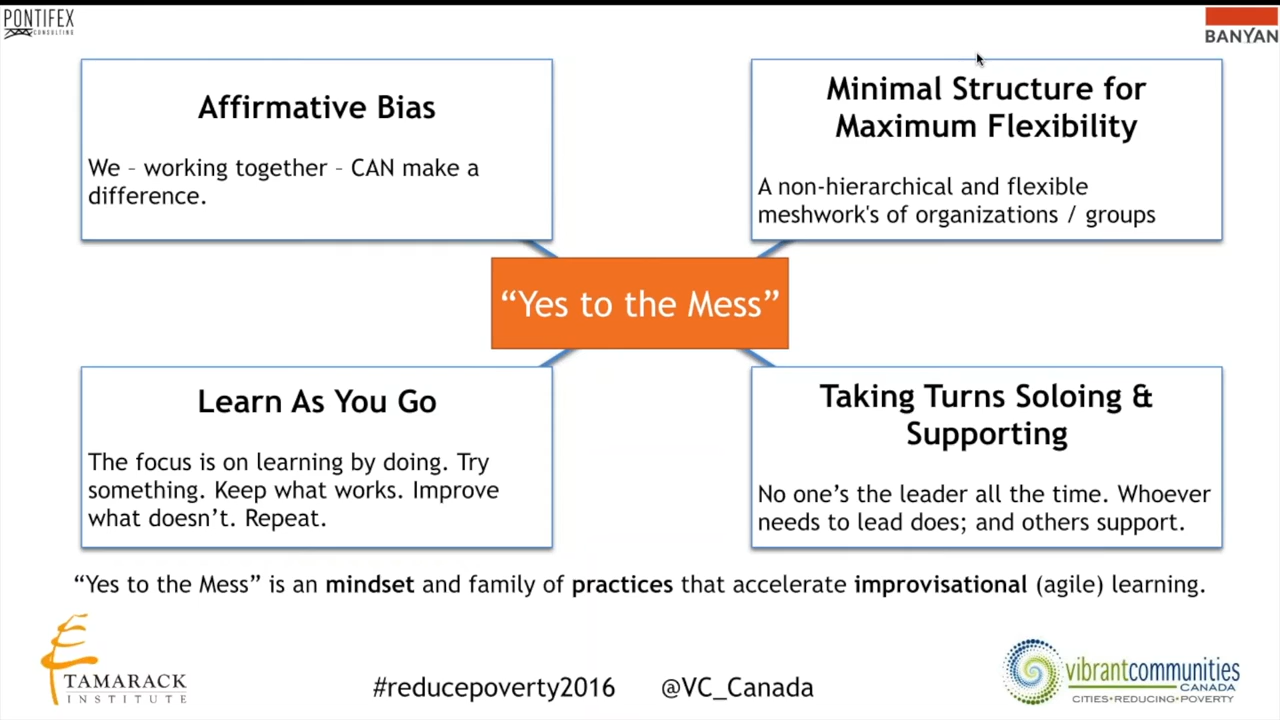 PONTIFEX
CONSULTING
BANYAN
Affirmative Bias
We - working together - CAN make a
difference.
Minimal Structure for
Maximum Flexibility
A non-hierarchical and flexible
meshwork's of organizations / groups
“Yes to the Mess”
Learn As You Go
The focus is on learning by doing. Try
something. Keep what works. Improve
what doesn’t. Repeat.
Taking Turns Soloing &
Supporting
No one’s the leader all the time. Whoever
needs to lead does; and others support.
“Yes to the Mess” is an mindset and family of practices that accelerate improvisational (agile) learning.
TAMARACK
INSTITUTE
#reducepoverty2016 @VC_Canada
vibrantcommunities
CANADA
CITIES•REDUCING•POVERTY